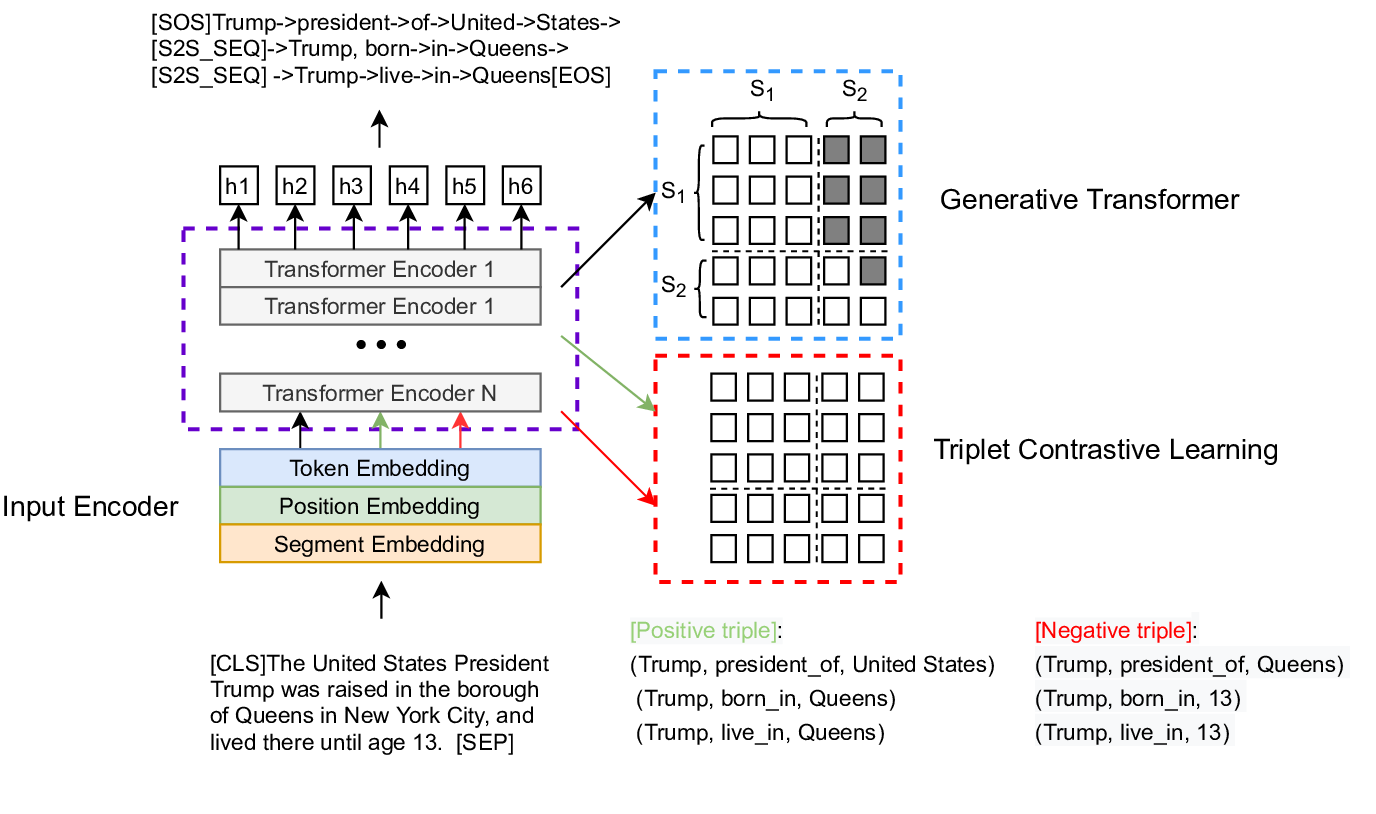 [SOS]Trump->president->of->United->States->
[S2S_SEQ]->Trump, born->in->Queens->
[S2S_SEQ] ->Trump->live->in->Queens[EOS]
h1 h2 h3 h4 h5 h6
Transformer Encoder 1
Transformer Encoder 1
Transformer Encoder N
Token Embedding
Position Embedding
Segment Embedding
Input Encoder
[CLS]The United States President
Trump was raised in the borough
of Queens in New York City, and
lived there until age 13. [SEP]
S1 S2
S1
S2
Generative Transformer
Triplet Contrastive Learning
[Positive triple]:
(Trump, president_of, United States)
(Trump, born_in, Queens)
(Trump, live_in, Queens)
[Negative triple]:
(Trump, president_of, Queens)
(Trump, born_in, 13)
(Trump, live_in, 13)